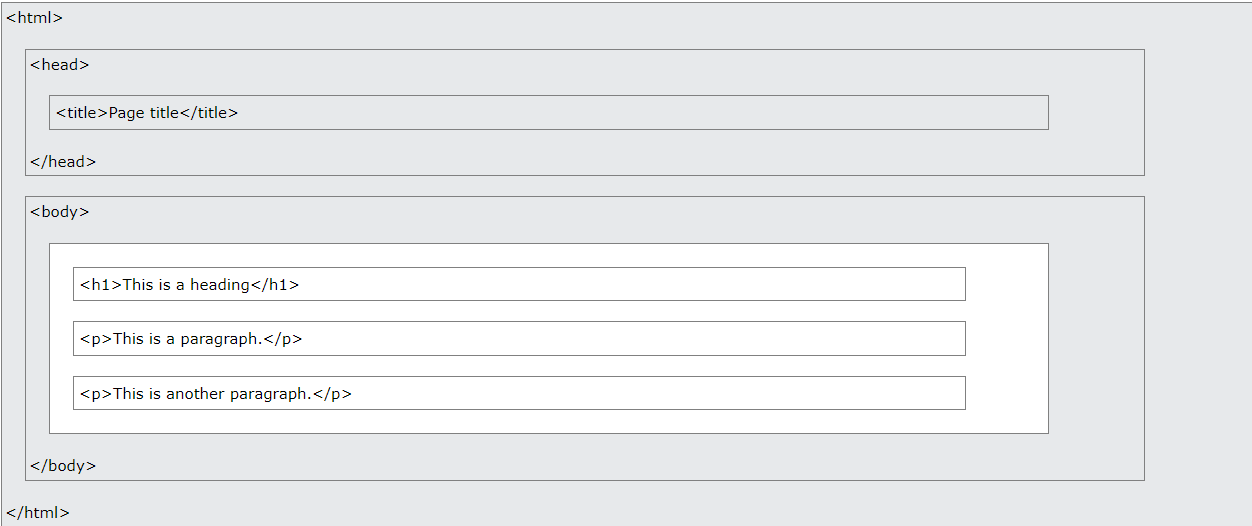 <html>
<head>
<title>Page title</title>
</head>
<body>
<h1>This is a heading</h1>
<p>This is a paragraph.</p>
<p>This is another paragraph.</p>
</body>
</html>